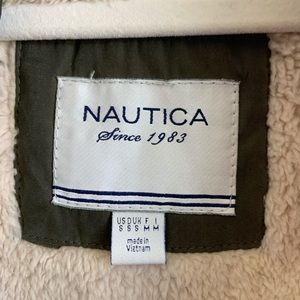 NAUTICA
Since 1983
US D UK F I
S S S M M
made in
Vietnam